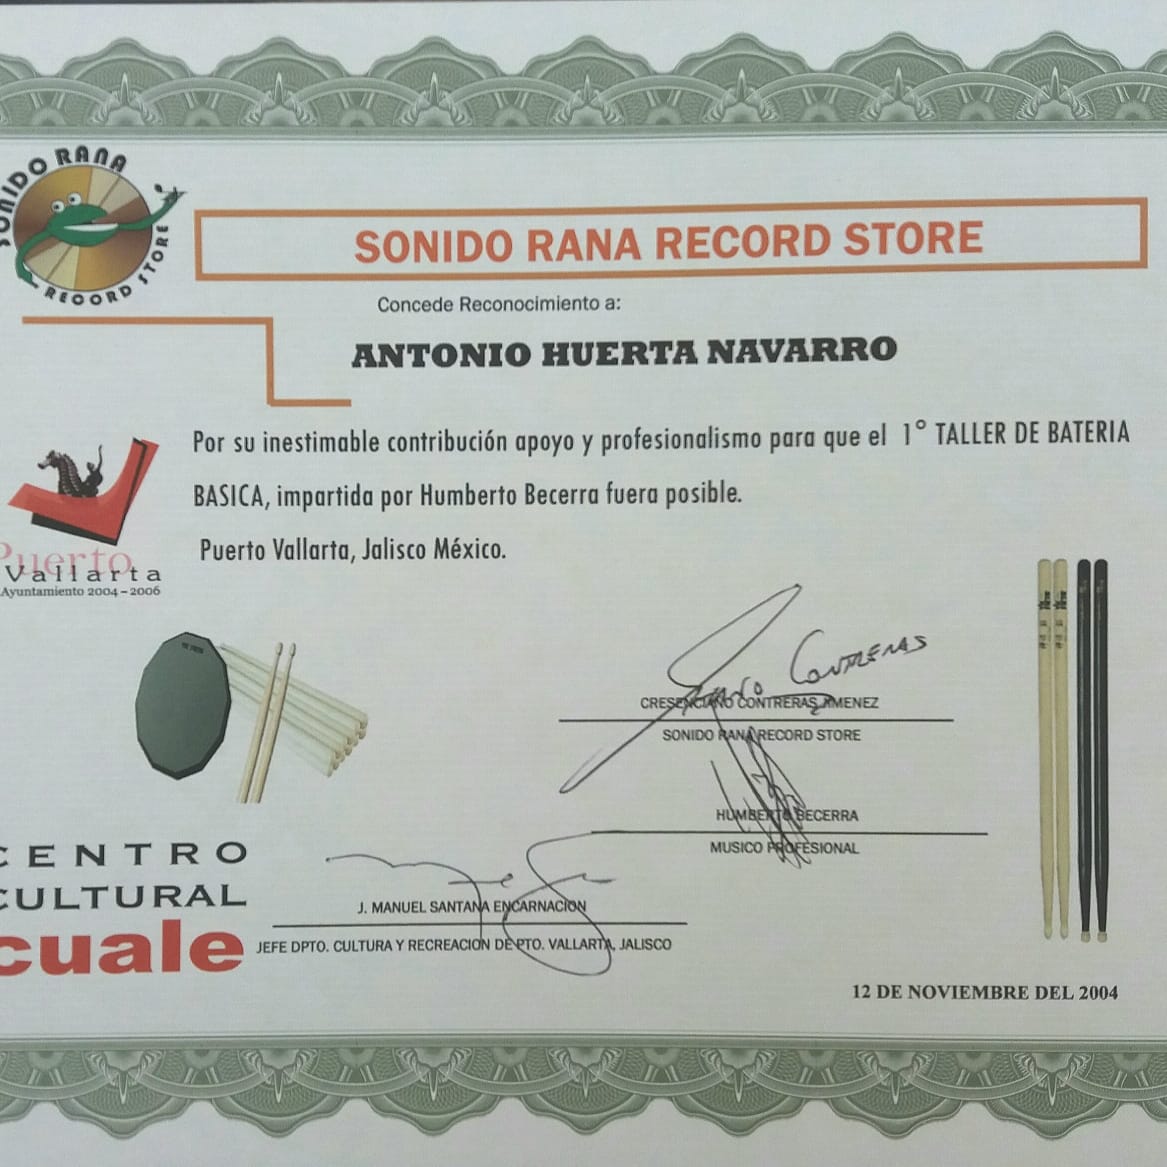 SONIDO RANA
RECORD STORE
SONIDO RANA RECORD STORE
Concede Reconocimiento a:
ANTONIO HUERTA NAVARRO
Por su inestimable contribución apoyo y profesionalismo para que el 1° TALLER DE BATERIA
BASICA, impartida por Humberto Becerra fuera posible.
Puerto Vallarta, Jalisco México.
Puerto
Vallarta
Ayuntamiento 2004 - 2006
CONTRERAS
CRESENCIANO CONTRERAS JIMENEZ
SONIDO RANA RECORD STORE
HUMBERTO BECERRA
MUSICO PROFESIONAL
CENTRO
CULTURAL
cuale
J. MANUEL SANTANA ENCARNACION
JEFE DPTO. CULTURA Y RECREACION DE PTO. VALLARTA, JALISCO
12 DE NOVIEMBRE DEL 2004